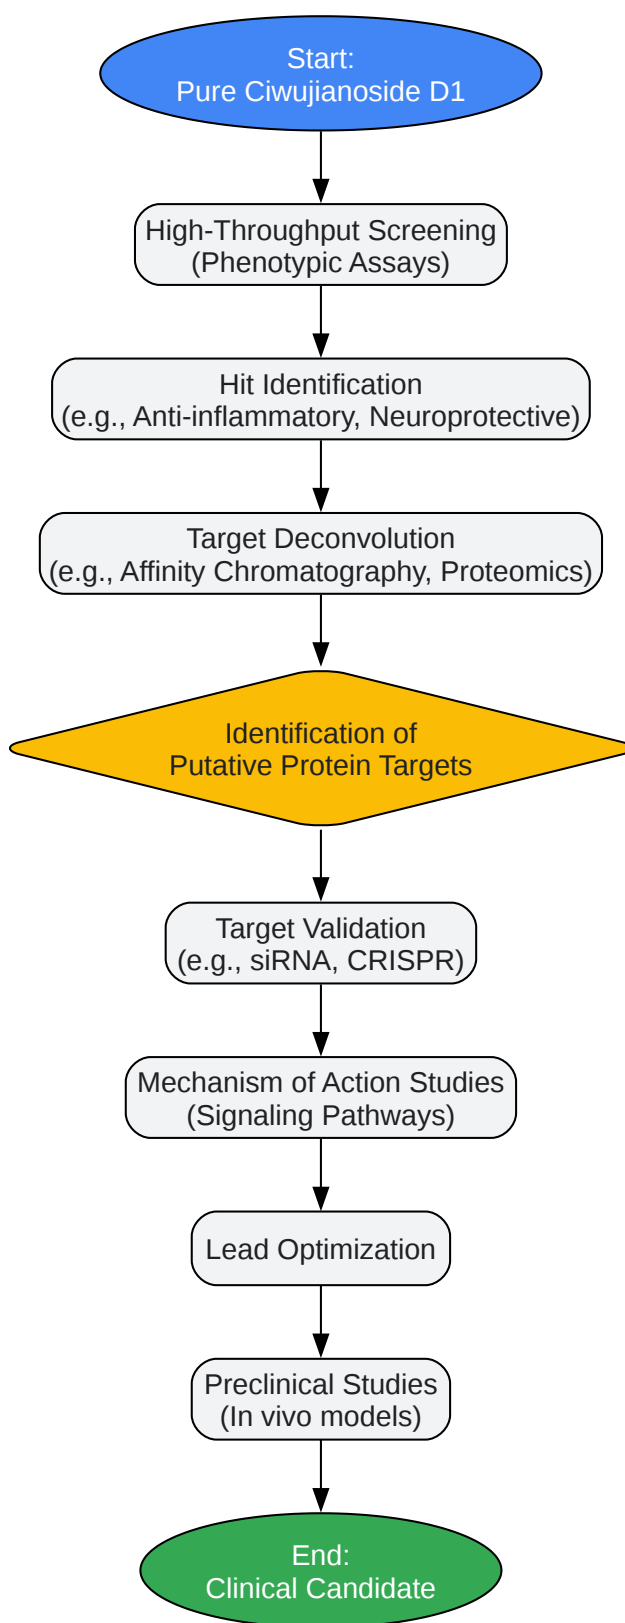 Start:
Pure Ciwujianoside D1
High-Throughput Screening
(Phenotypic Assays)
Hit Identification
(e.g., Anti-inflammatory, Neuroprotective)
Target Deconvolution
(e.g., Affinity Chromatography, Proteomics)
Identification of
Putative Protein Targets
Target Validation
(e.g., siRNA, CRISPR)
Mechanism of Action Studies
(Signaling Pathways)
Lead Optimization
Preclinical Studies
(In vivo models)
End:
Clinical Candidate